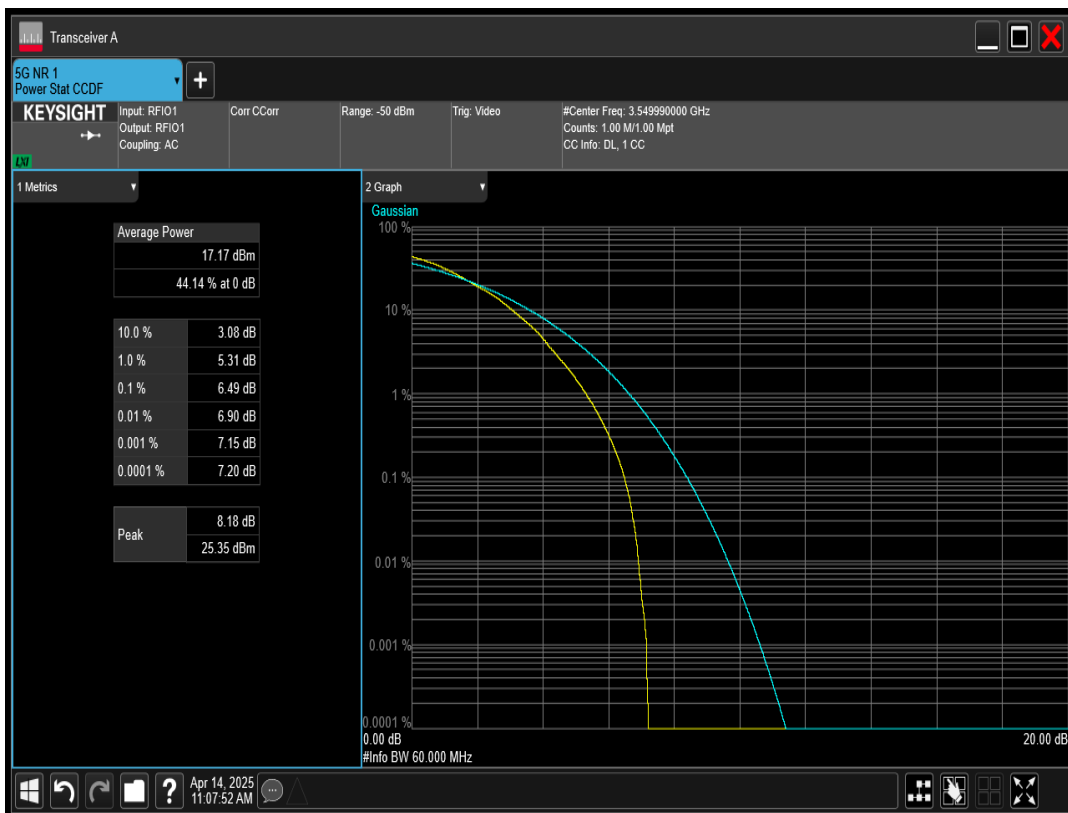 Transceiver A
5G NR 1
Power Stat CCDF
+
KEYSIGHT
LXI
Input: RFIO1
Output: RFIO1
Coupling: AC
Corr CCorr
Range: -50 dBm
Trig: Video
#Center Freq: 3.549990000 GHz
Counts: 1.00 M/1.00 Mpt
CC Info: DL, 1 CC
1 Metrics
Average Power
17.17 dBm
44.14 % at 0 dB
10.0 % 3.08 dB
1.0 % 5.31 dB
0.1 % 6.49 dB
0.01 % 6.90 dB
0.001 % 7.15 dB
0.0001 % 7.20 dB
Peak
8.18 dB
25.35 dBm
2 Graph
Gaussian
100 %
10 %
1 %
0.1 %
0.01 %
0.001 %
0.0001 %
0.00 dB 20.00 dB
#Info BW 60.000 MHz
?
Apr 14, 2025
11:07:52 AM